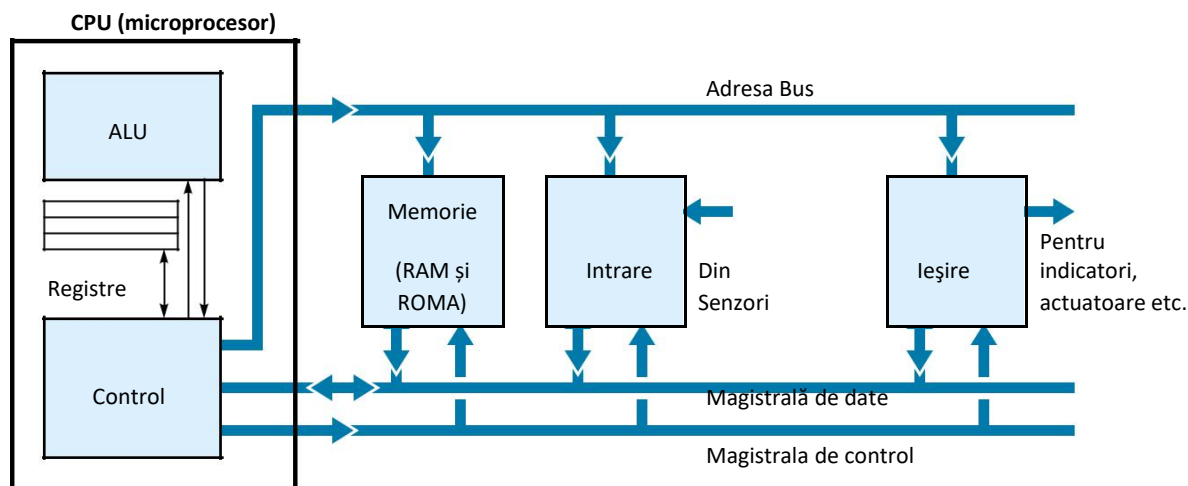 CPU (microprocesor)
Adresa Bus
ALU
Memorie
(RAM și
ROMA)
Intrare
Din
Senzori
Ieşire
Pentru
indicatori,
actuatoare etc.
Registre
Control
Magistrală de date
Magistrala de control